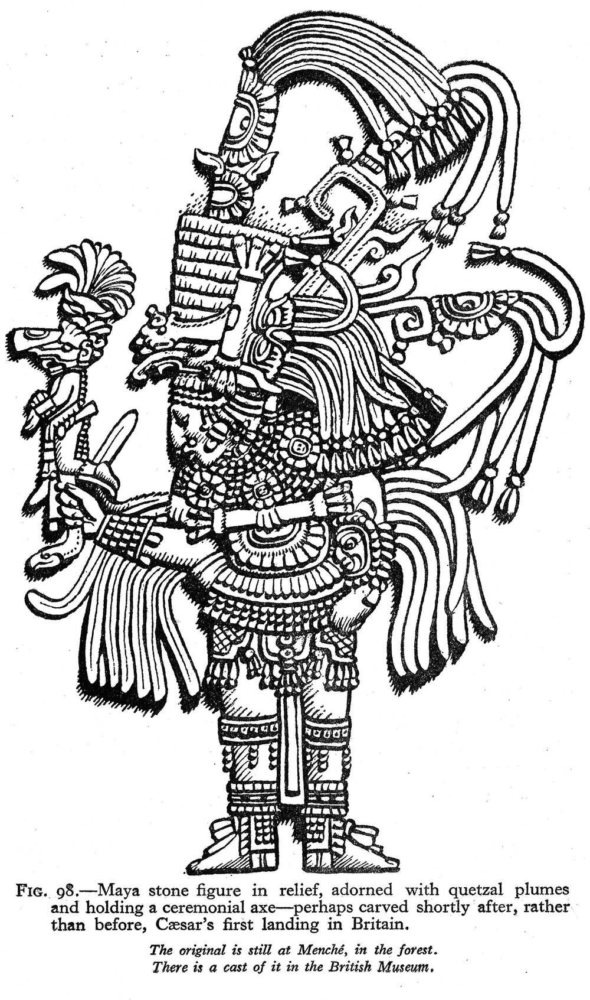 Fig. 98.—Maya stone figure in relief, adorned with quetzal plumes
and holding a ceremonial axe—perhaps carved shortly after, rather
than before, Cæsar's first landing in Britain.
The original is still at Menché, in the forest.
There is a cast of it in the British Museum.